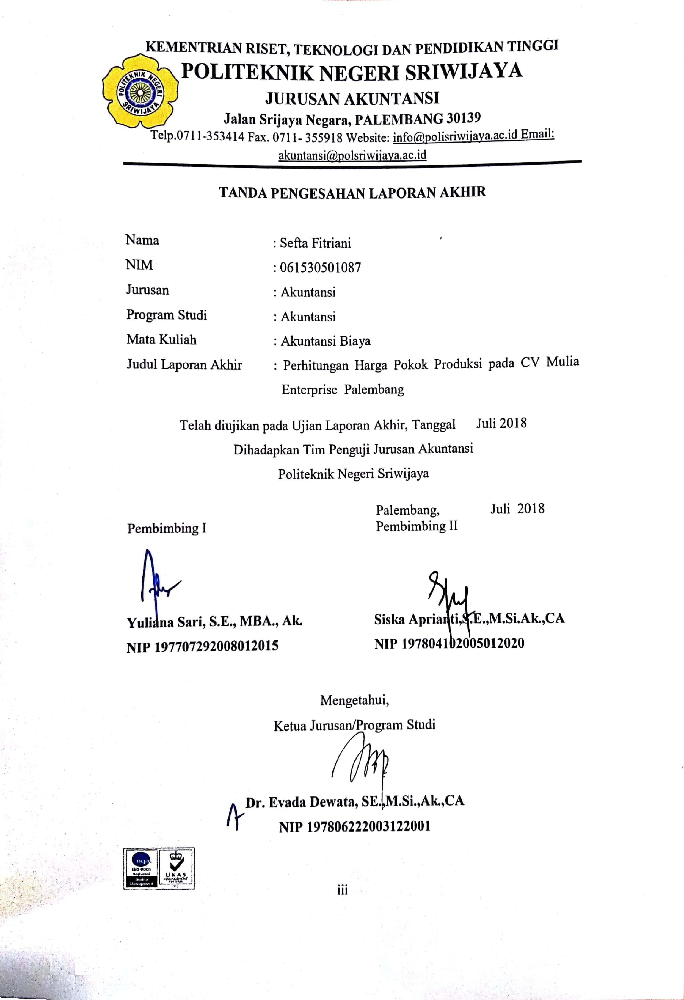 KEMENTRIAN RISET, TEKNOLOGI DAN PENDIDIKAN TINGGI
POLITEKNIK NEGERI SRIWIJAYA
POLITEKNIK NEGERI SRIWIJAYA
JURUSAN AKUNTANSI
Jalan Srijaya Negara, PALEMBANG 30139
Telp.0711-353414 Fax. 0711- 355918 Website: info@polisriwijaya.ac.id Email:
akuntansi@polsriwijaya.ac.id
TANDA PENGESAHAN LAPORAN AKHIR
Nama : Sefta Fitriani
NIM : 061530501087
Jurusan : Akuntansi
Program Studi : Akuntansi
Mata Kuliah : Akuntansi Biaya
Judul Laporan Akhir : Perhitungan Harga Pokok Produksi pada CV Mulia
Enterprise Palembang
Telah diujikan pada Ujian Laporan Akhir, Tanggal Juli 2018
Dihadapkan Tim Penguji Jurusan Akuntansi
Politeknik Negeri Sriwijaya
Palembang, Juli 2018
Pembimbing I Pembimbing II
Yuliana Sari, S.E., MBA., Ak. Siska Aprianti,S.E.,M.Si.Ak.,CA
NIP 197707292008012015 NIP 197804102005012020
Mengetahui,
Ketua Jurusan/Program Studi
Dr. Evada Dewata, SE.,M.Si.,Ak.,CA
NIP 197806222003122001
nqa.
ISO 9001
Registered
Quality
Management
UKAS
MANAGEMENT
SYSTEMS
iii